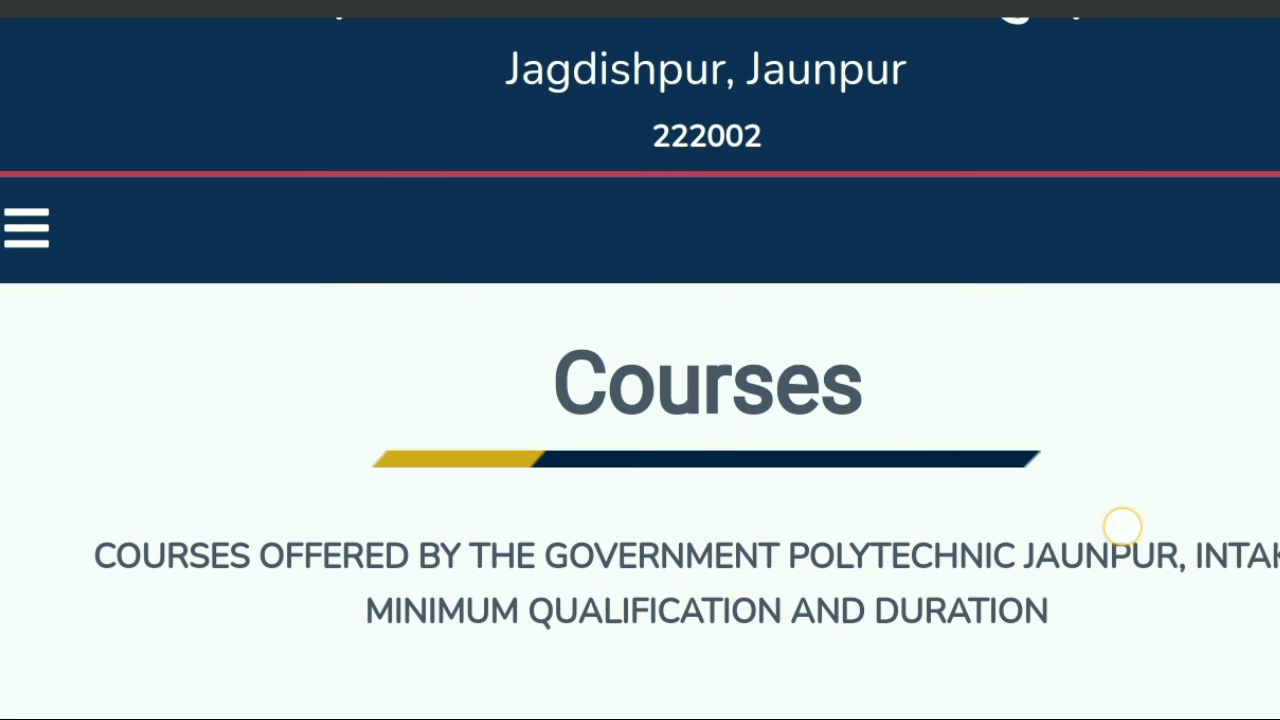 Jagdishpur, Jaunpur
222002
Courses
COURSES OFFERED BY THE GOVERNMENT POLYTECHNIC JAUNPUR,
MINIMUM QUALIFICATION AND DURATION